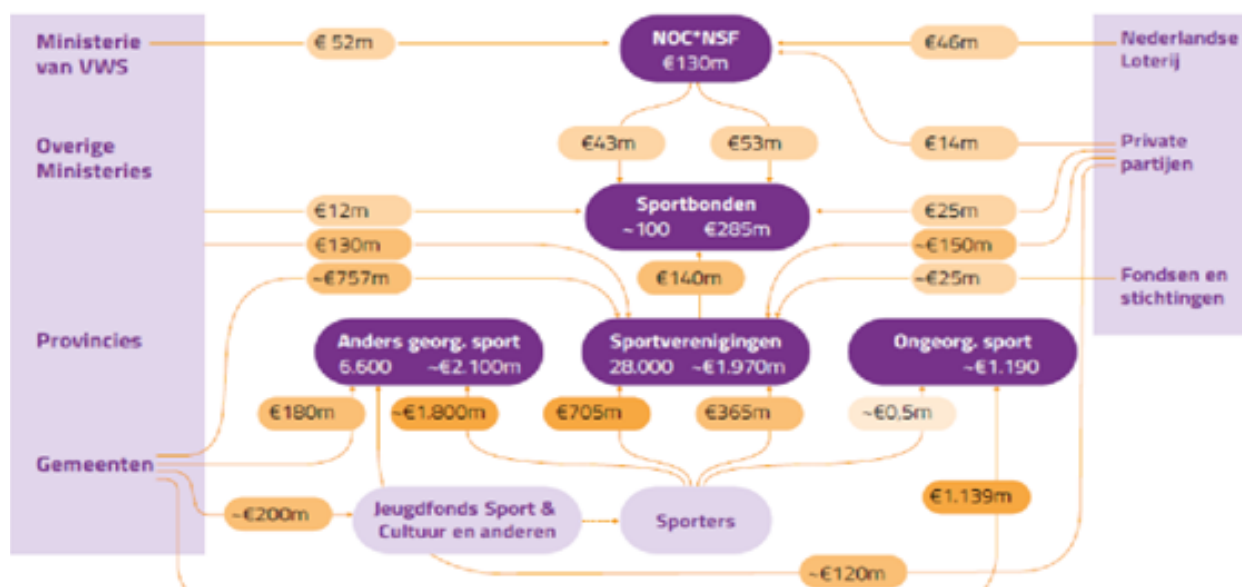 Ministerie
van VWS
€ 52m
NOC*NSF
€130m
€46m
Nederlandse
Loterij
Overige
Ministeries
€43m
€53m
€14m
Private
partijen
€12m
Sportbonden
~100 €285m
€25m
€130m
~€150m
~€757m
€140m
~€25m
Fondsen en
stichtingen
Provincies
Anders georg. sport
6.600 ~€2.100m
Sportverenigingen
28.000 ~€1.970m
Ongeorg. sport
~€1.190
€180m
~€1.800m
€705m
€365m
~€0,5m
Gemeenten
~€200m
Jeugdfonds Sport &
Cultuur en anderen
Sporters
€1.139m
~€120m